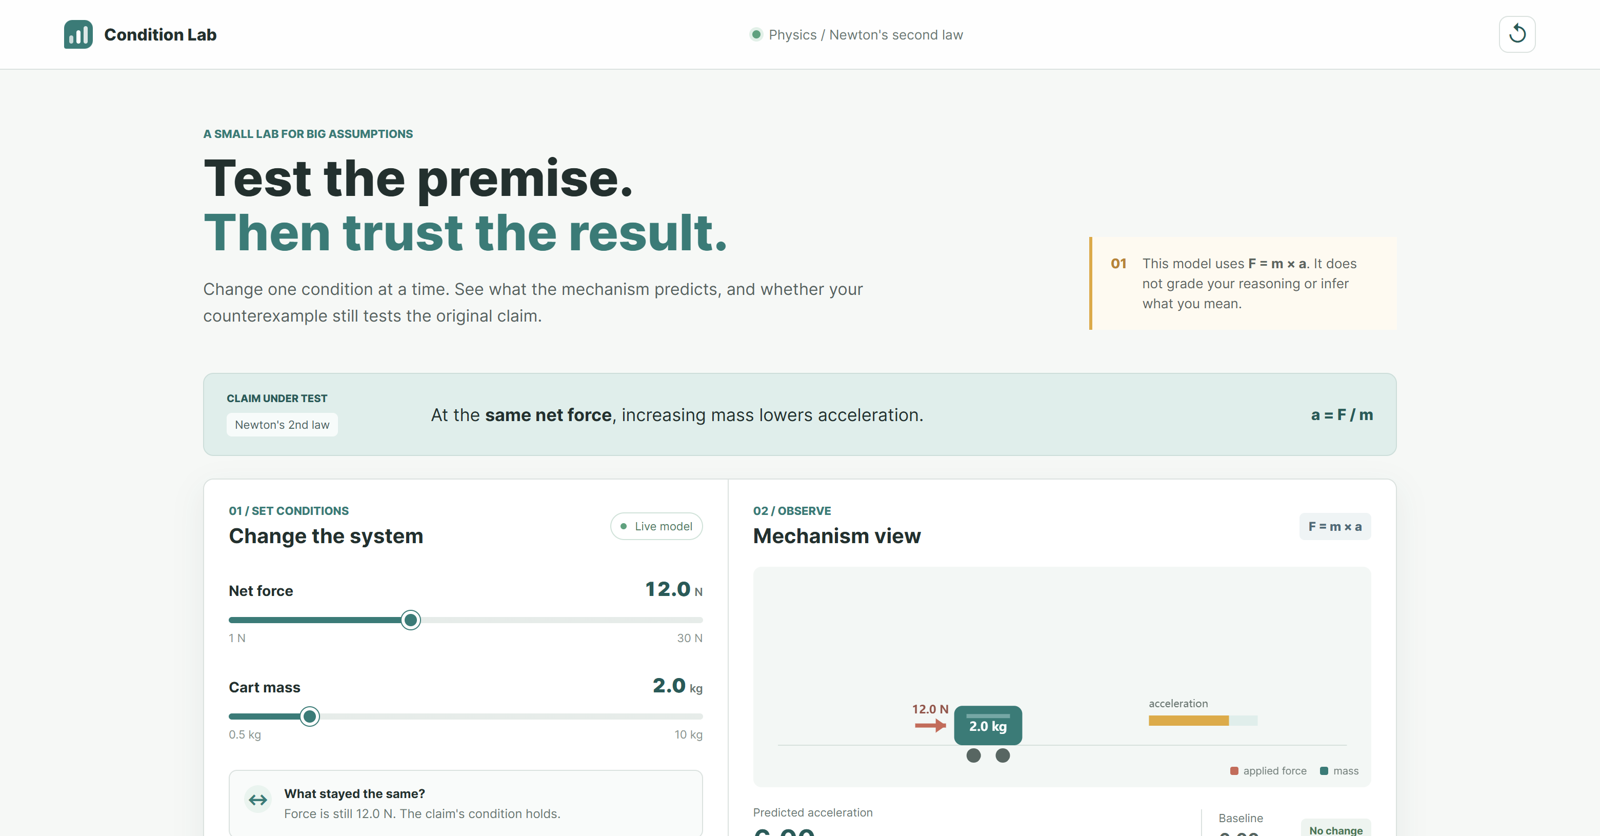 Condition Lab
Physics / Newton's second law
A SMALL LAB FOR BIG ASSUMPTIONS
Test the premise.
Then trust the result.
Change one condition at a time. See what the mechanism predicts, and whether your
counterexample still tests the original claim.
01
This model uses F = m × a. It does
not grade your reasoning or infer
what you mean.
CLAIM UNDER TEST
Newton's 2nd law
At the same net force, increasing mass lowers acceleration.
a = F / m
01 / SET CONDITIONS
Change the system
Live model
Net force
12.0 N
1 N
30 N
Cart mass
2.0 kg
0.5 kg
10 kg
What stayed the same?
Force is still 12.0 N. The claim's condition holds.
02 / OBSERVE
Mechanism view
F = m × a
12.0 N
2.0 kg
acceleration
applied force
mass
Predicted acceleration
Baseline
No change